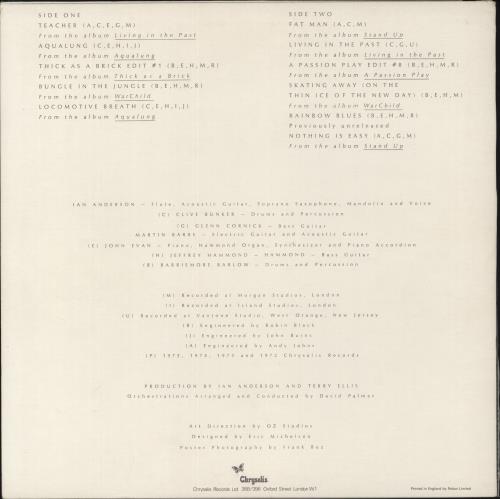 SIDE ONE
TEACHER (A,C,E,G,M)
From the album Living in the Past
AQUALUNG (C,E,H,I,J)
From the album Aqualung
THICK AS A BRICK EDIT #1 (B,E,H,M,R)
From the album Thick as a Brick
BUNGLE IN THE JUNGLE (B,E,H,M,R)
From the album WarChild
LOCOMOTIVE BREATH (C,E,H,I,J)
From the album Aqualung
SIDE TWO
FAT MAN (A,C,M)
From the album Stand Up
LIVING IN THE PAST (C,G,U)
From the album Living in the Past
A PASSION PLAY EDIT #8 (B,E,H,M,R)
From the album A Passion Play
SKATING AWAY (ON THE
THIN ICE OF THE NEW DAY) (B,E,H,M)
From the album WarChild
RAINBOW BLUES (B,E,H,M,R)
Previously unreleased
NOTHING IS EASY (A,C,G,M)
From the album Stand Up
IAN ANDERSON — Flute, Acoustic Guitar, Soprano Saxophone, Mandolin and Voice
(C) CLIVE BUNKER — Drums and Percussion
(G) GLENN CORNICK — Bass Guitar
MARTIN BARRE — Electric Guitar and Acoustic Guitar
(E) JOHN EVAN — Piano, Hammond Organ, Synthesizer and Piano Accordion
(H) JEFFREY HAMMOND — HAMMOND — Bass Guitar
(B) BARRIEMORE BARLOW — Drums and Percussion
(M) Recorded at Morgan Studios, London
(I) Recorded at Island Studios, London
(U) Recorded at Vantone Studio, West Orange, New Jersey
(R) Engineered by Robin Black
(J) Engineered by John Burns
(A) Engineered by Andy Johns
(P) 1975, 1974, 1973 and 1972 Chrysalis Records
PRODUCTION BY IAN ANDERSON AND TERRY ELLIS
Orchestrations Arranged and Conducted by David Palmer
Art Direction by OZ Studios
Designed by Eric Michelson
Poster Photography by Frank Bez
Chrysalis
Chrysalis Records Ltd. 388/396 Oxford Street London W1
Printed in England by Robor Limited